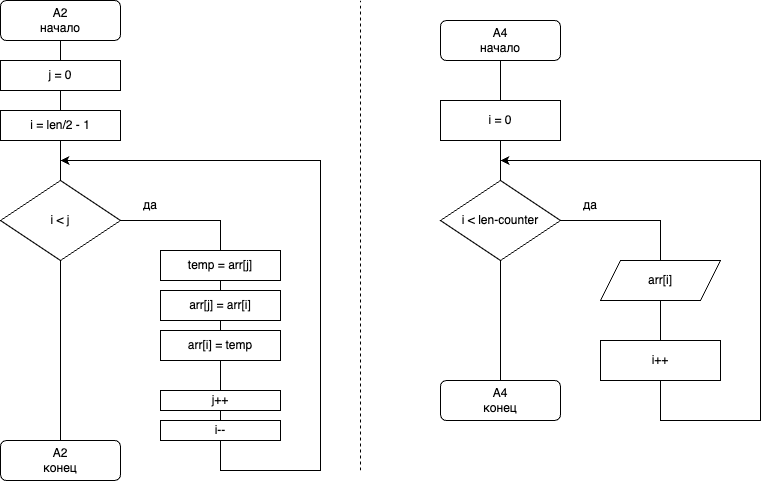 A2
начало
j = 0
i = len/2 - 1
i < j
да
temp = arr[j]
arr[j] = arr[i]
arr[i] = temp
j++
i--
A2
конец
A4
начало
i = 0
i < len-counter
да
arr[i]
i++
A4
конец